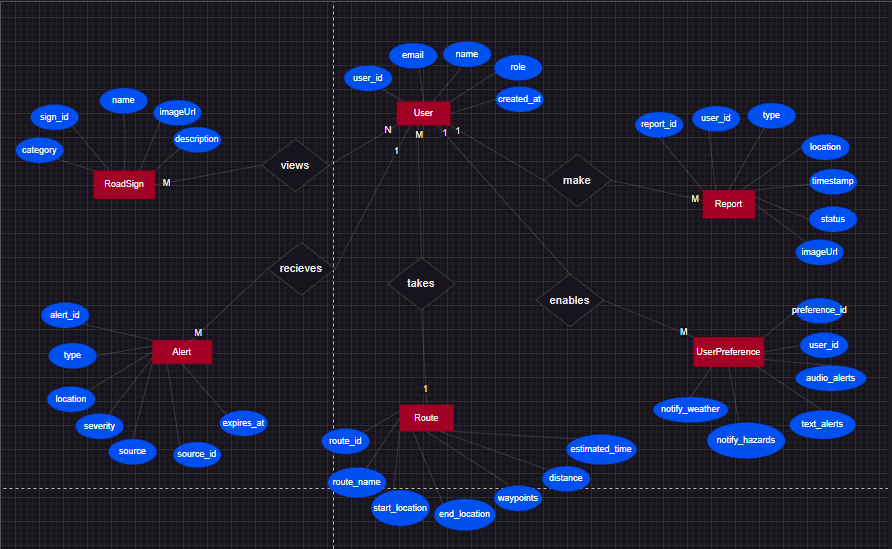 email
name
user_id
role
created_at
User
N
M
1
1
1
sign_id
name
imageUrl
description
category
RoadSign
M
views
report_id
user_id
type
location
timestamp
status
imageUrl
Report
M
make
recieves
takes
enables
alert_id
type
location
severity
source
source_id
expires_at
Alert
M
1
Route
route_id
route_name
start_location
end_location
waypoints
distance
estimated_time
M
UserPreference
preference_id
user_id
audio_alerts
text_alerts
notify_hazards
notify_weather